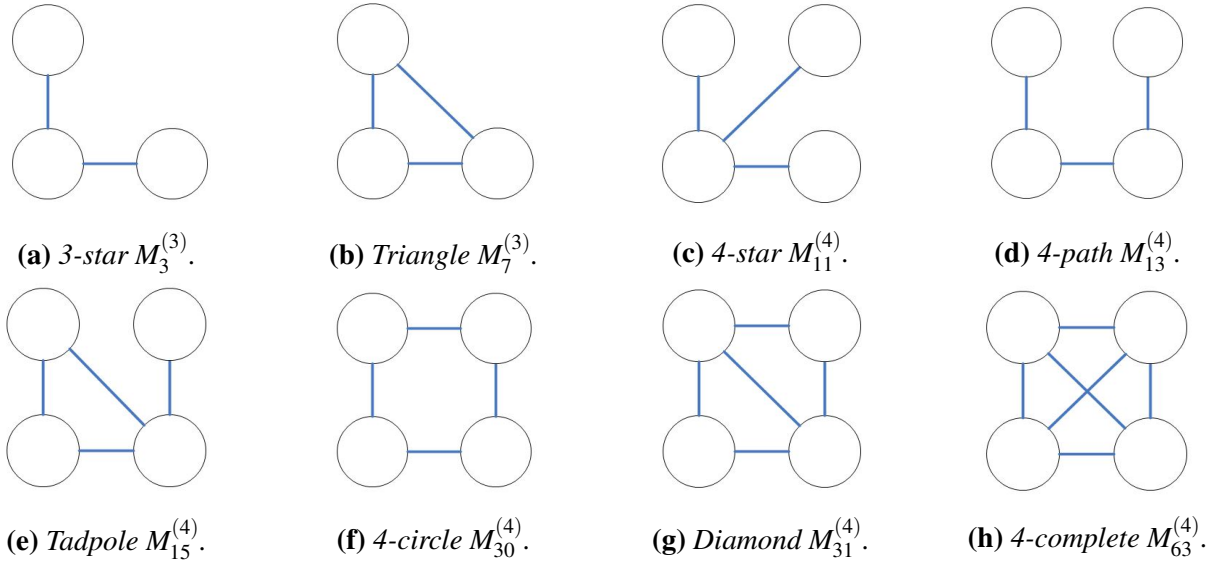 (a) 3-star M_3^{(3)}.
(b) Triangle M_7^{(3)}.
(c) 4-star M_{11}^{(4)}.
(d) 4-path M_{13}^{(4)}.
(e) Tadpole M_{15}^{(4)}.
(f) 4-circle M_{30}^{(4)}.
(g) Diamond M_{31}^{(4)}.
(h) 4-complete M_{63}^{(4)}.